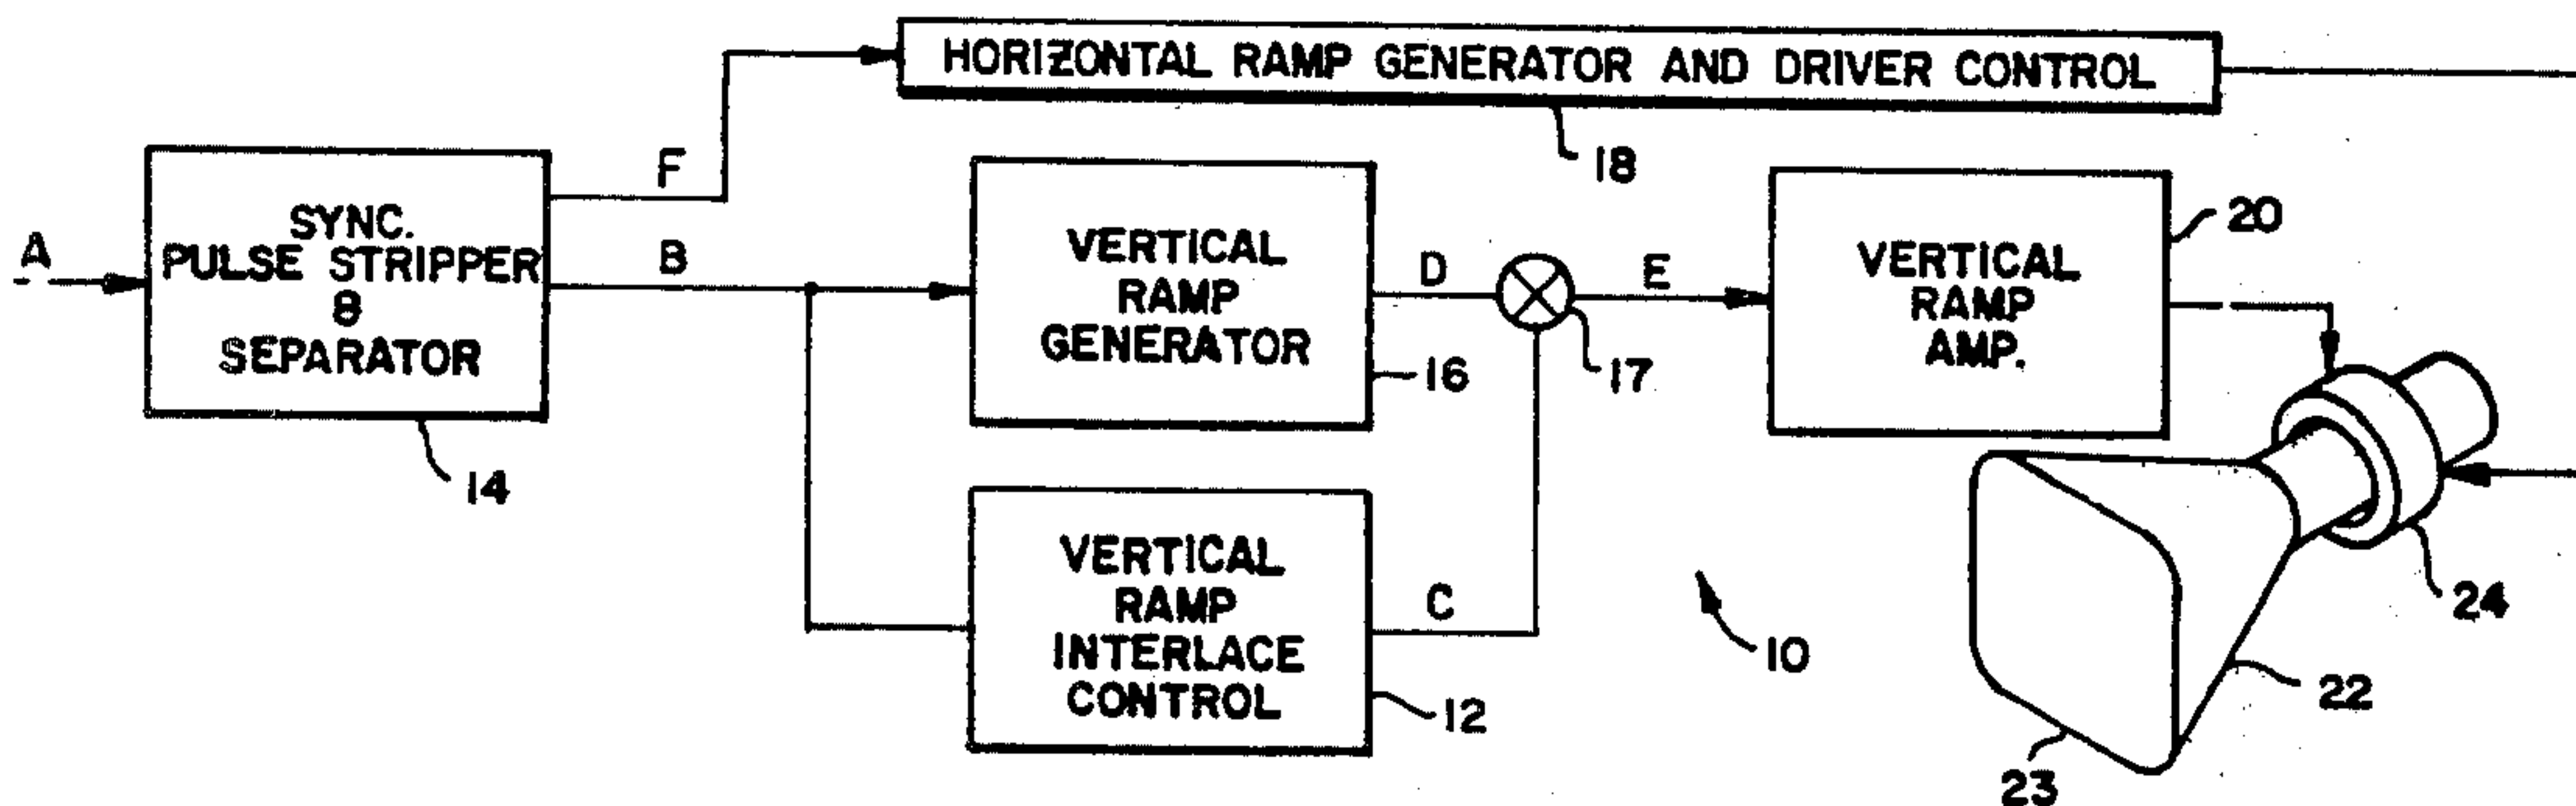 HORIZONTAL RAMP GENERATOR AND DRIVER CONTROL
18
A
SYNC.
PULSE STRIPPER
&
SEPARATOR
14
F
B
VERTICAL
RAMP
GENERATOR
16
D
17
E
VERTICAL
RAMP
AMP.
20
VERTICAL
RAMP
INTERLACE
CONTROL
12
C
10
24
22
23